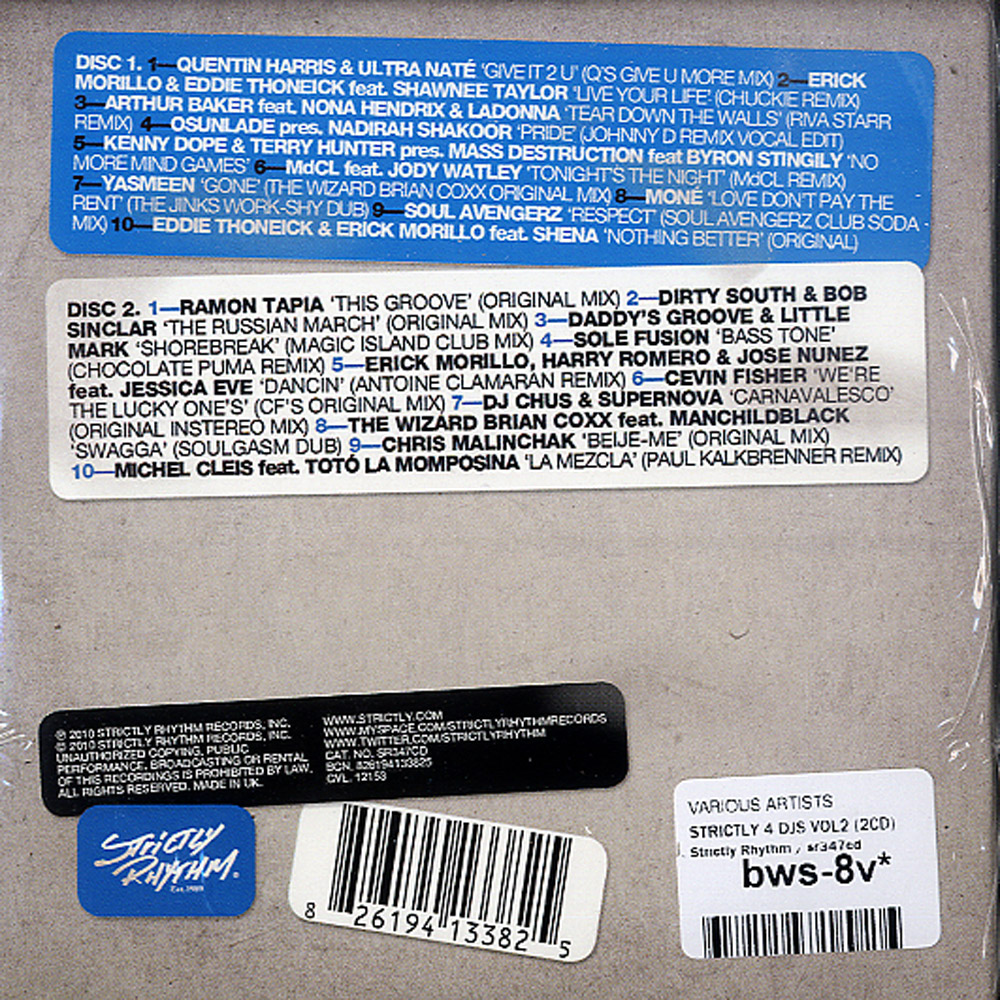 DISC 1. 1—QUENTIN HARRIS & ULTRA NATÉ 'GIVE IT 2 U' (Q'S GIVE U MORE MIX) 2—ERICK
MORILLO & EDDIE THONEICK feat. SHAWNEE TAYLOR 'LIVE YOUR LIFE' (CHUCKIE REMIX)
3—ARTHUR BAKER feat. NONA HENDRIX & LADONNA 'TEAR DOWN THE WALLS' (RIVA STARR
REMIX) 4—OSUNLADE pres. NADIRAH SHAKOOR 'PRIDE' (JOHNNY D REMIX VOCAL EDIT)
5—KENNY DOPE & TERRY HUNTER pres. MASS DESTRUCTION feat BYRON STINGILY 'NO
MORE MIND GAMES' 6—MdCL feat. JODY WATLEY 'TONIGHT'S THE NIGHT' (MdCL REMIX)
7—YASMEEN 'GONE' (THE WIZARD BRIAN COXX ORIGINAL MIX) 8—MONÉ 'LOVE DON'T PAY THE
RENT' (THE JINKS WORK-SHY DUB) 9—SOUL AVENGERZ 'RESPECT' (SOUL AVENGERZ CLUB SODA
MIX) 10—EDDIE THONEICK & ERICK MORILLO feat. SHENA 'NOTHING BETTER' (ORIGINAL)
DISC 2. 1—RAMON TAPIA 'THIS GROOVE' (ORIGINAL MIX) 2—DIRTY SOUTH & BOB
SINCLAR 'THE RUSSIAN MARCH' (ORIGINAL MIX) 3—DADDY'S GROOVE & LITTLE
MARK 'SHOREBREAK' (MAGIC ISLAND CLUB MIX) 4—SOLE FUSION 'BASS TONE'
(CHOCOLATE PUMA REMIX) 5—ERICK MORILLO, HARRY ROMERO & JOSE NUNEZ
feat. JESSICA EVE 'DANCIN' (ANTOINE CLAMARAN REMIX) 6—CEVIN FISHER 'WE'RE
THE LUCKY ONE'S' (CF'S ORIGINAL MIX) 7—DJ CHUS & SUPERNOVA 'CARNAVALESCO'
(ORIGINAL INSTEREO MIX) 8—THE WIZARD BRIAN COXX feat. MANCHILDBLACK
'SWAGGA' (SOULGASM DUB) 9—CHRIS MALINCHAK 'BEIJE-ME' (ORIGINAL MIX)
10—MICHEL CLEIS feat. TOTÓ LA MOMPOSINA 'LA MEZCLA' (PAUL KALKBRENNER REMIX)
℗ 2010 STRICTLY RHYTHM RECORDS, INC.
© 2010 STRICTLY RHYTHM RECORDS, INC.
UNAUTHORIZED COPYING, PUBLIC
PERFORMANCE, BROADCASTING OR RENTAL
OF THIS RECORDINGS IS PROHIBITED BY LAW.
ALL RIGHTS RESERVED. MADE IN UK.
WWW.STRICTLY.COM
WWW.MYSPACE.COM/STRICTLYRHYTHMRECORDS
WWW.TWITTER.COM/STRICTLYRHYTHM
CAT. NO. SR347CD
BCN. 826194133825
CVL. 12153
STRICTLY
RHYTHM.
Est. 1989
8 26194 13382 5
VARIOUS ARTISTS
STRICTLY 4 DJS VOL2 (2CD)
Strictly Rhythm / sr347cd
bws-8v*